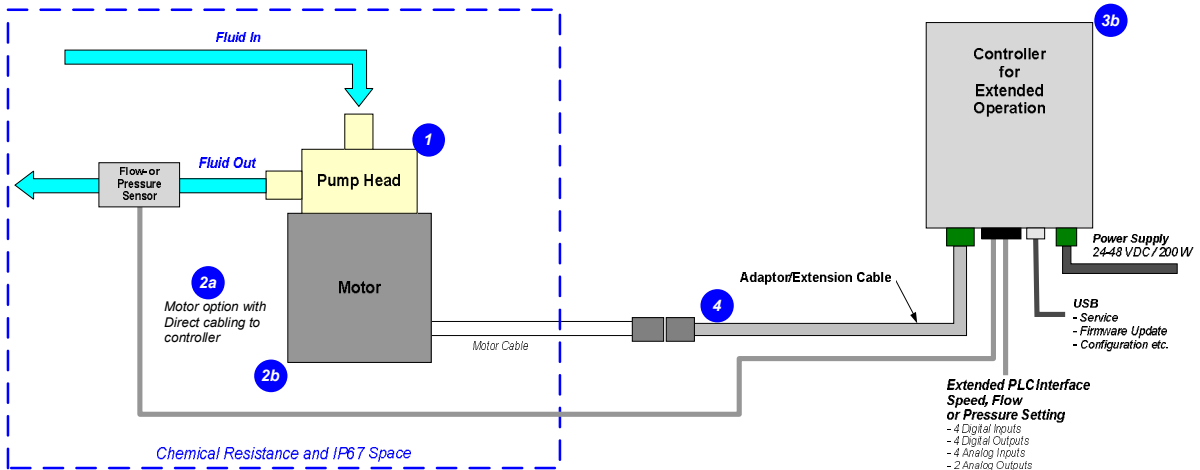 Fluid In
3b
Controller
for
Extended
Operation
1
Fluid Out
Flow- or
Pressure
Sensor
Pump Head
Power Supply
24-48 VDC / 200W
2a
Motor option with
Direct cabling to
controller
Motor
Adaptor/Extension Cable
4
USB
- Service
- Firmware Update
- Configuration etc.
Motor Cable
2b
Extended PLC Interface
Speed, Flow
or Pressure Setting
- 4 Digital Inputs
- 4 Digital Outputs
- 4 Analog Inputs
- 2 Analog Outputs
Chemical Resistance and IP67 Space